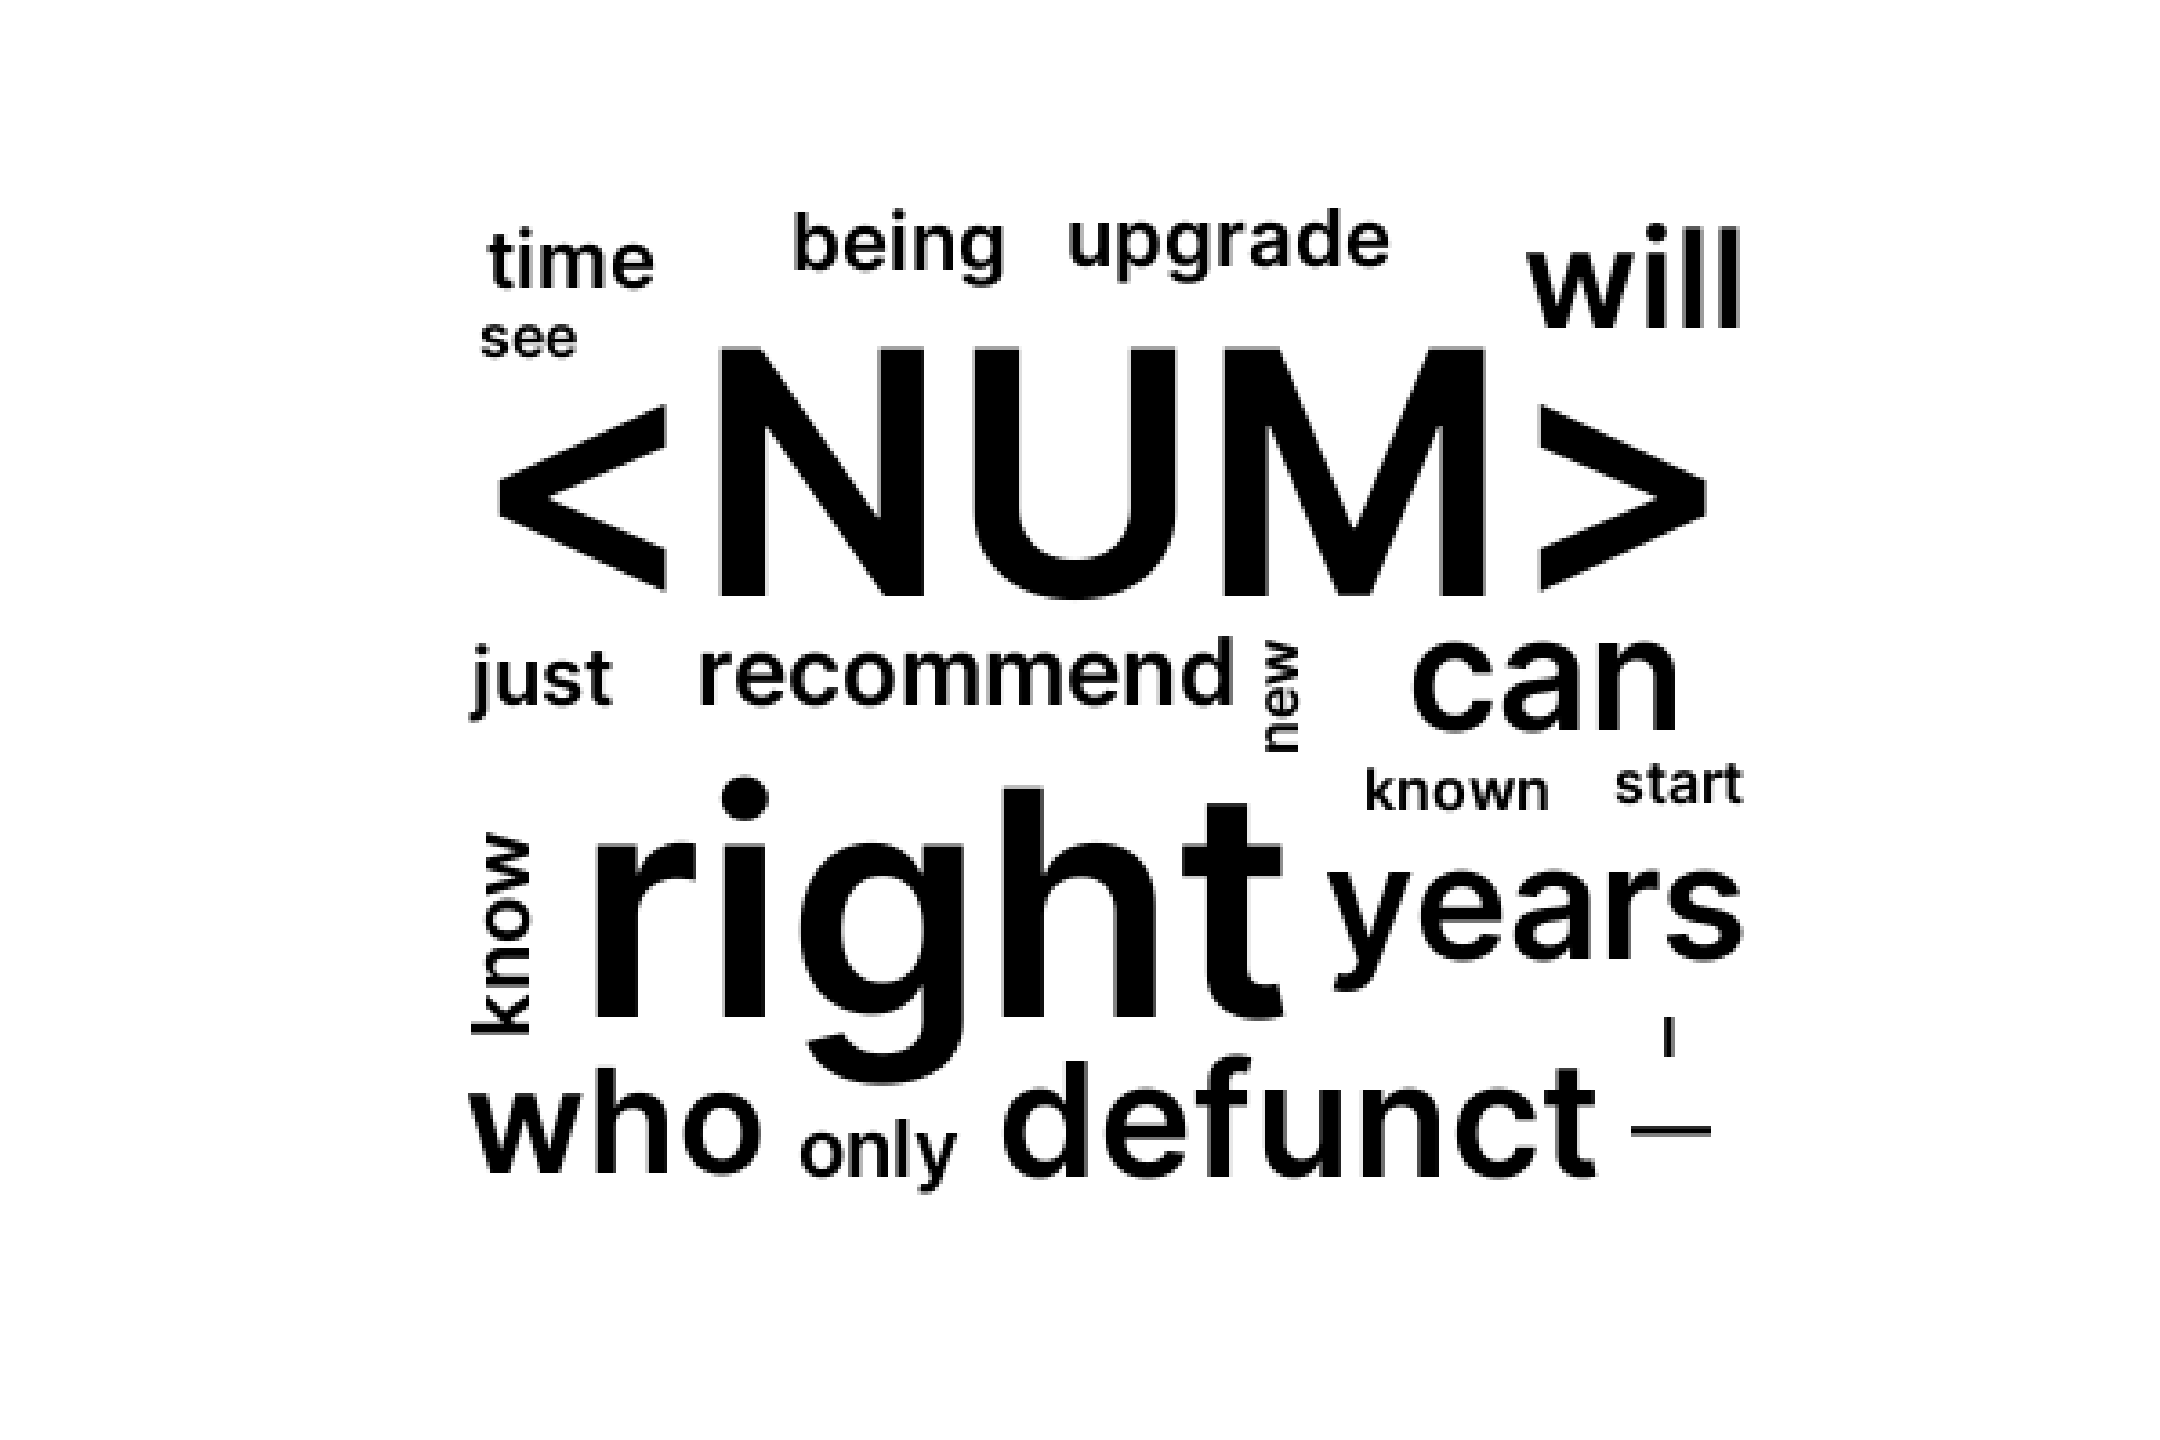 time being upgrade will
see
<NUM>
just recommend new can
known start
know right years
I
who only defunct —